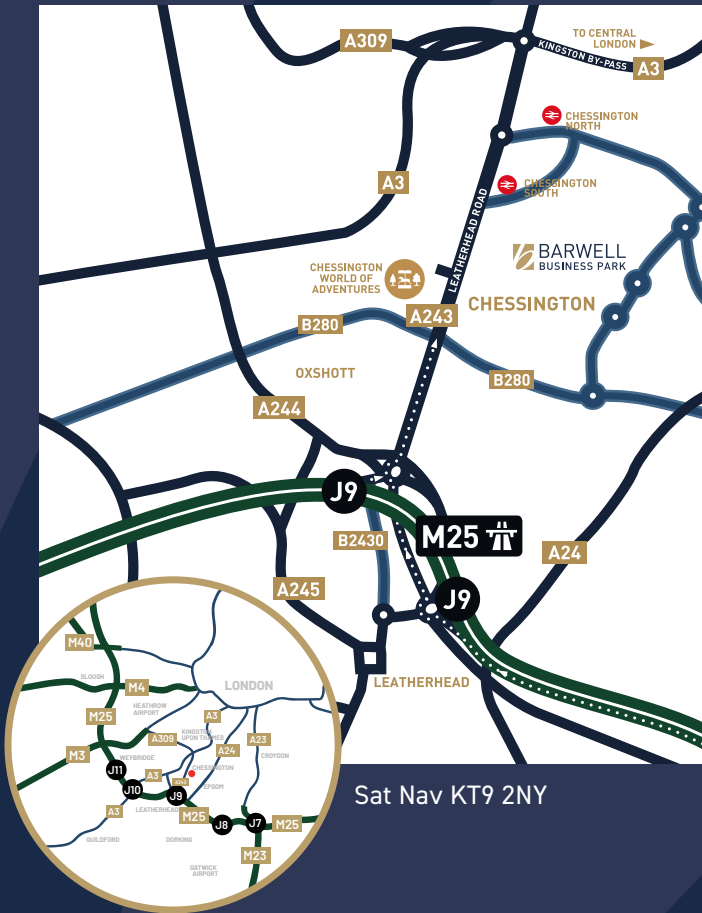 A309
TO CENTRAL
LONDON
KINGSTON BY-PASS
A3
CHESSINGTON
NORTH
A3
CHESSINGTON
SOUTH
LEATHERHEAD ROAD
BARWELL
BUSINESS PARK
CHESSINGTON
WORLD OF
ADVENTURES
CHESSINGTON
A243
B280
OXSHOTT
B280
A244
J9
M25
B2430
A24
A245
J9
LEATHERHEAD
M40
SLOUGH
M4
LONDON
M25
HEATHROW
AIRPORT
A3
A309
KINGSTON
UPON THAMES
A23
A24
M3
WEYBRIDGE
CROYDON
J11
A3
CHESSINGTON
A243
EPSOM
J10
J9
LEATHERHEAD
A3
M25
J8
J7
M25
GUILDFORD
DORKING
M23
GATWICK
AIRPORT
Sat Nav KT9 2NY